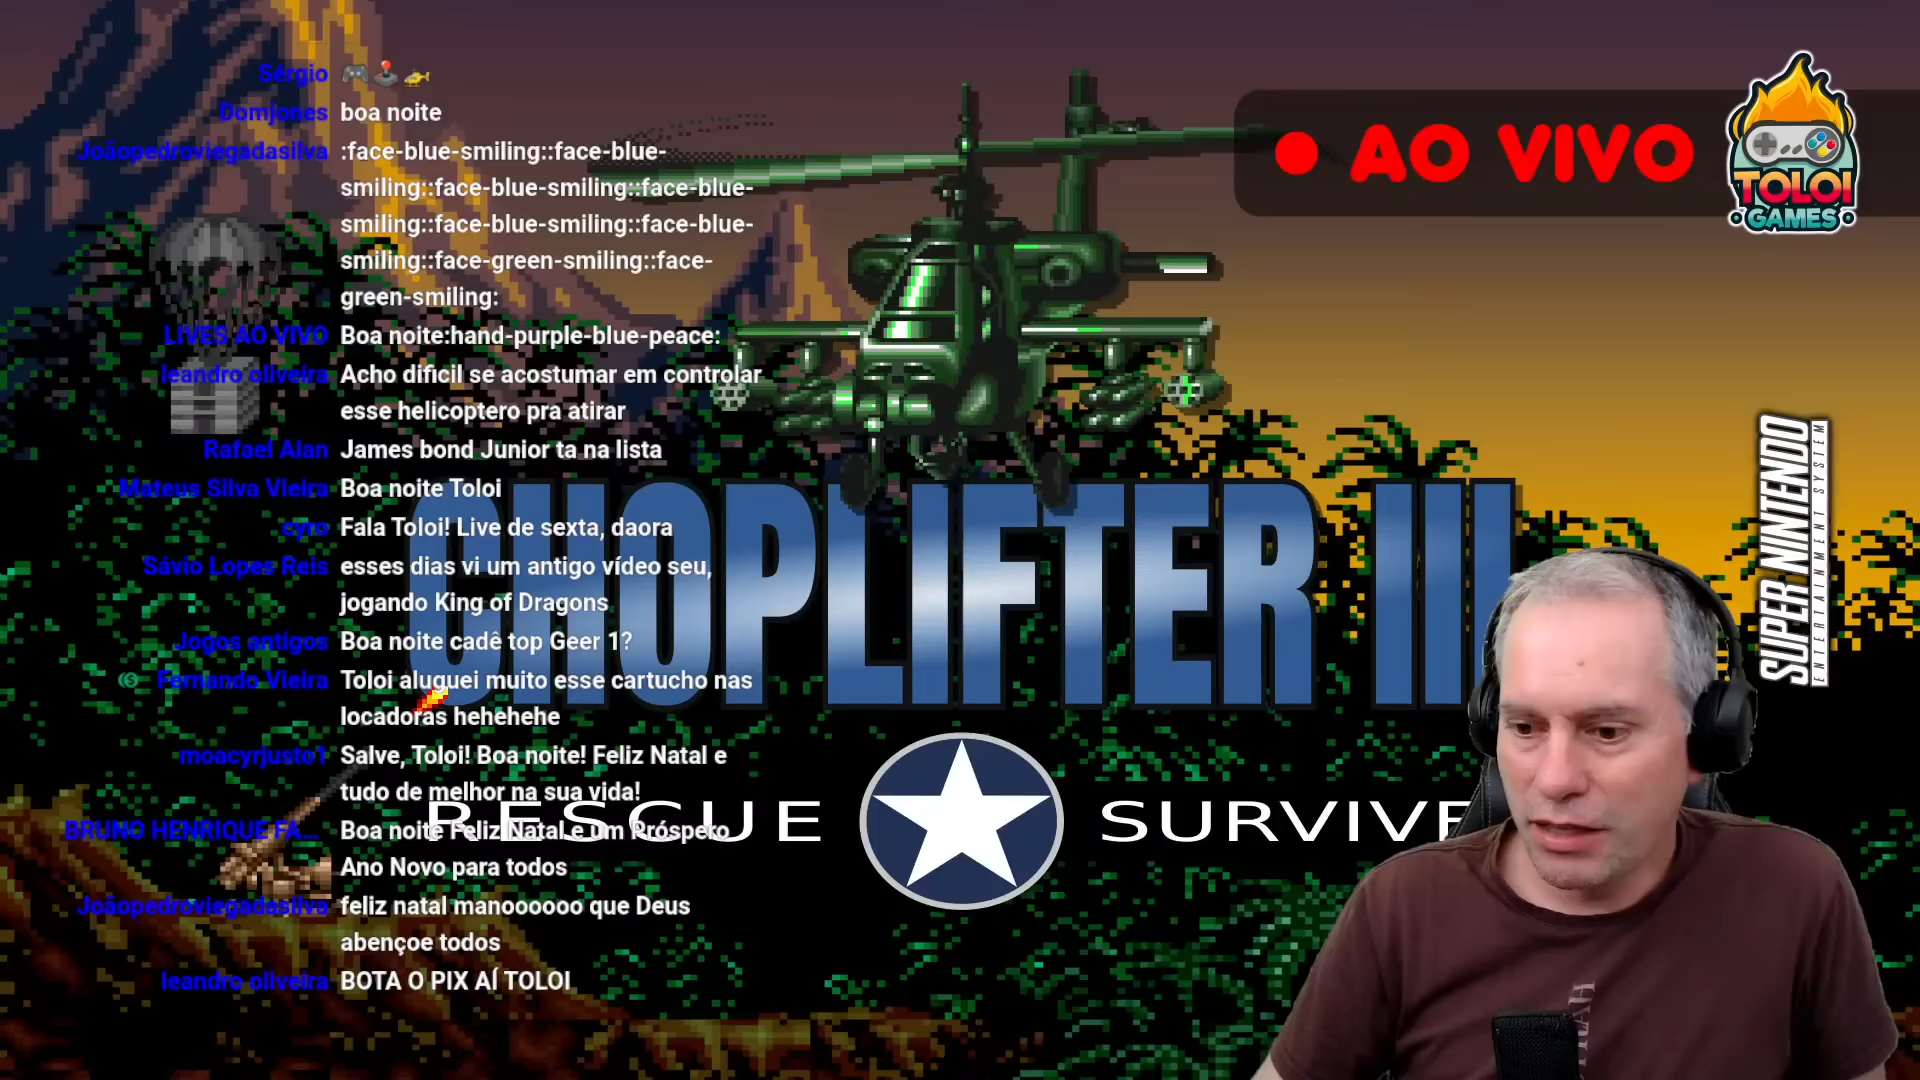 Sérgio 🎮🕹️🚁
Domjones boa noite
Joãopedroviegadasilva :face-blue-smiling::face-blue-
smiling::face-blue-smiling::face-blue-
smiling::face-blue-smiling::face-blue-
smiling::face-green-smiling::face-
green-smiling:
LIVES AO VIVO Boa noite:hand-purple-blue-peace:
leandro oliveira Acho dificil se acostumar em controlar
esse helicoptero pra atirar
Rafael Alan James bond Junior ta na lista
Mateus Silva Vieira Boa noite Toloi
cyro Fala Toloi! Live de sexta, daora
Sávio Lopes Reis esses dias vi um antigo vídeo seu,
jogando King of Dragons
Jogos antigos Boa noite cadê top Geer 1?
Fernando Vieira Toloi aluguei muito esse cartucho nas
locadoras hehehehe
moacyrjusto1 Salve, Toloi! Boa noite! Feliz Natal e
tudo de melhor na sua vida!
BRUNO HENRIQUE FA... Boa noite Feliz Natal e um Próspero
Ano Novo para todos
Joãopedroviegadasilva feliz natal manoooooo que Deus
abençoe todos
leandro oliveira BOTA O PIX AÍ TOLOI
AO VIVO
TOLOI
GAMES
CHOPLIFTER III
RESCUE SURVIVE
SUPER NINTENDO
ENTERTAINMENT SYSTEM